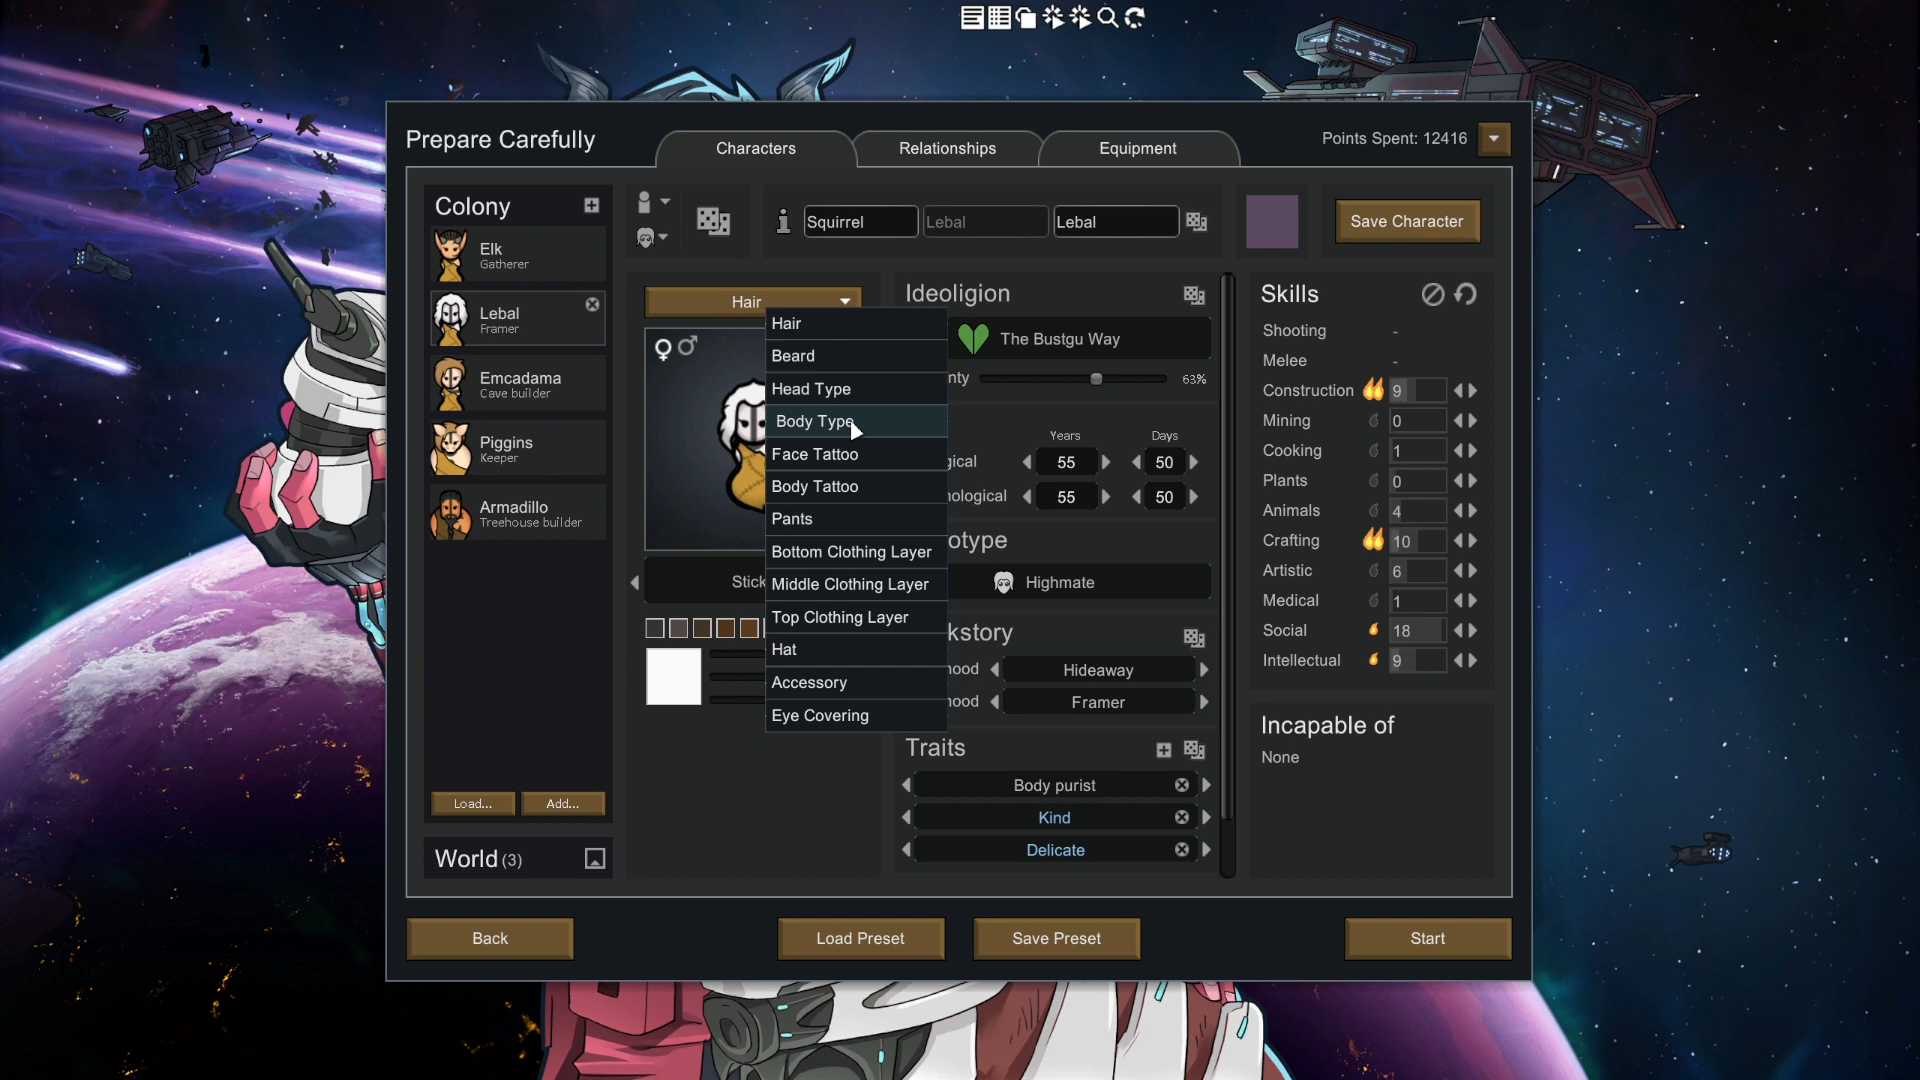 Prepare Carefully
Characters
Relationships
Equipment
Points Spent: 12416
Colony
Elk
Gatherer
Lebal
Framer
Emcadama
Cave builder
Piggins
Keeper
Armadillo
Treehouse builder
Load...
Add...
World (3)
Squirrel
Lebal
Lebal
Save Character
Hair
Hair
Beard
Head Type
Body Type
Face Tattoo
Body Tattoo
Pants
Bottom Clothing Layer
Middle Clothing Layer
Top Clothing Layer
Hat
Accessory
Eye Covering
Stick
Ideoligion
The Bustgu Way
nty
63%
Years
Days
gical
55
50
nological
55
50
otype
Highmate
kstory
hood
Hideaway
hood
Framer
Traits
Body purist
Kind
Delicate
Skills
Shooting -
Melee -
Construction 9
Mining 0
Cooking 1
Plants 0
Animals 4
Crafting 10
Artistic 6
Medical 1
Social 18
Intellectual 9
Incapable of
None
Back
Load Preset
Save Preset
Start